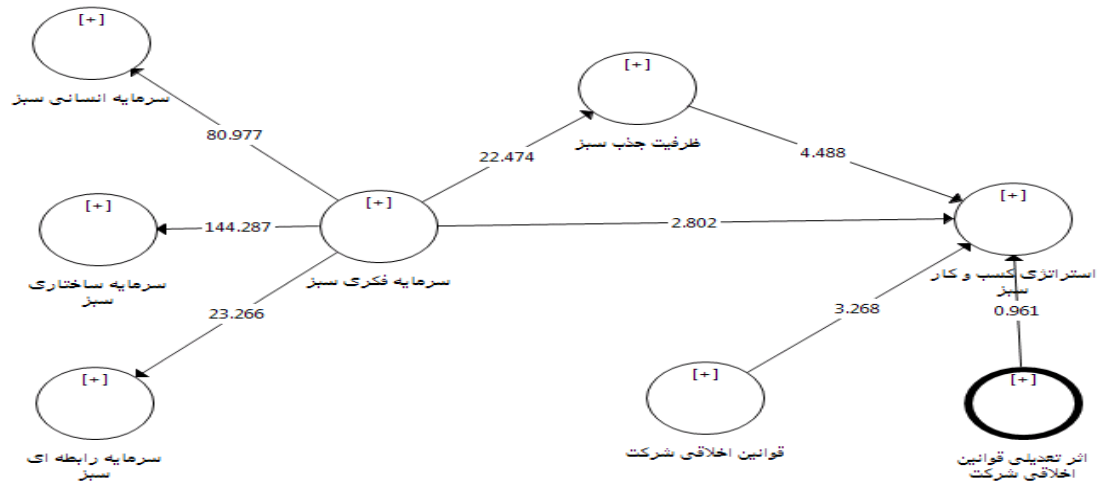 [+]
سرمایه انسانی سبز
[+]
ظرفیت جذب سبز
80.977
22.474
4.488
[+]
سرمایه ساختاری
سبز
144.287
[+]
سرمایه فکری سبز
2.802
[+]
استراتژی کسب و کار
سبز
23.266
3.268
0.961
[+]
سرمایه رابطه ای
سبز
[+]
قوانین اخلاقی شرکت
[+]
اثر تعدیلی قوانین
اخلاقی شرکت